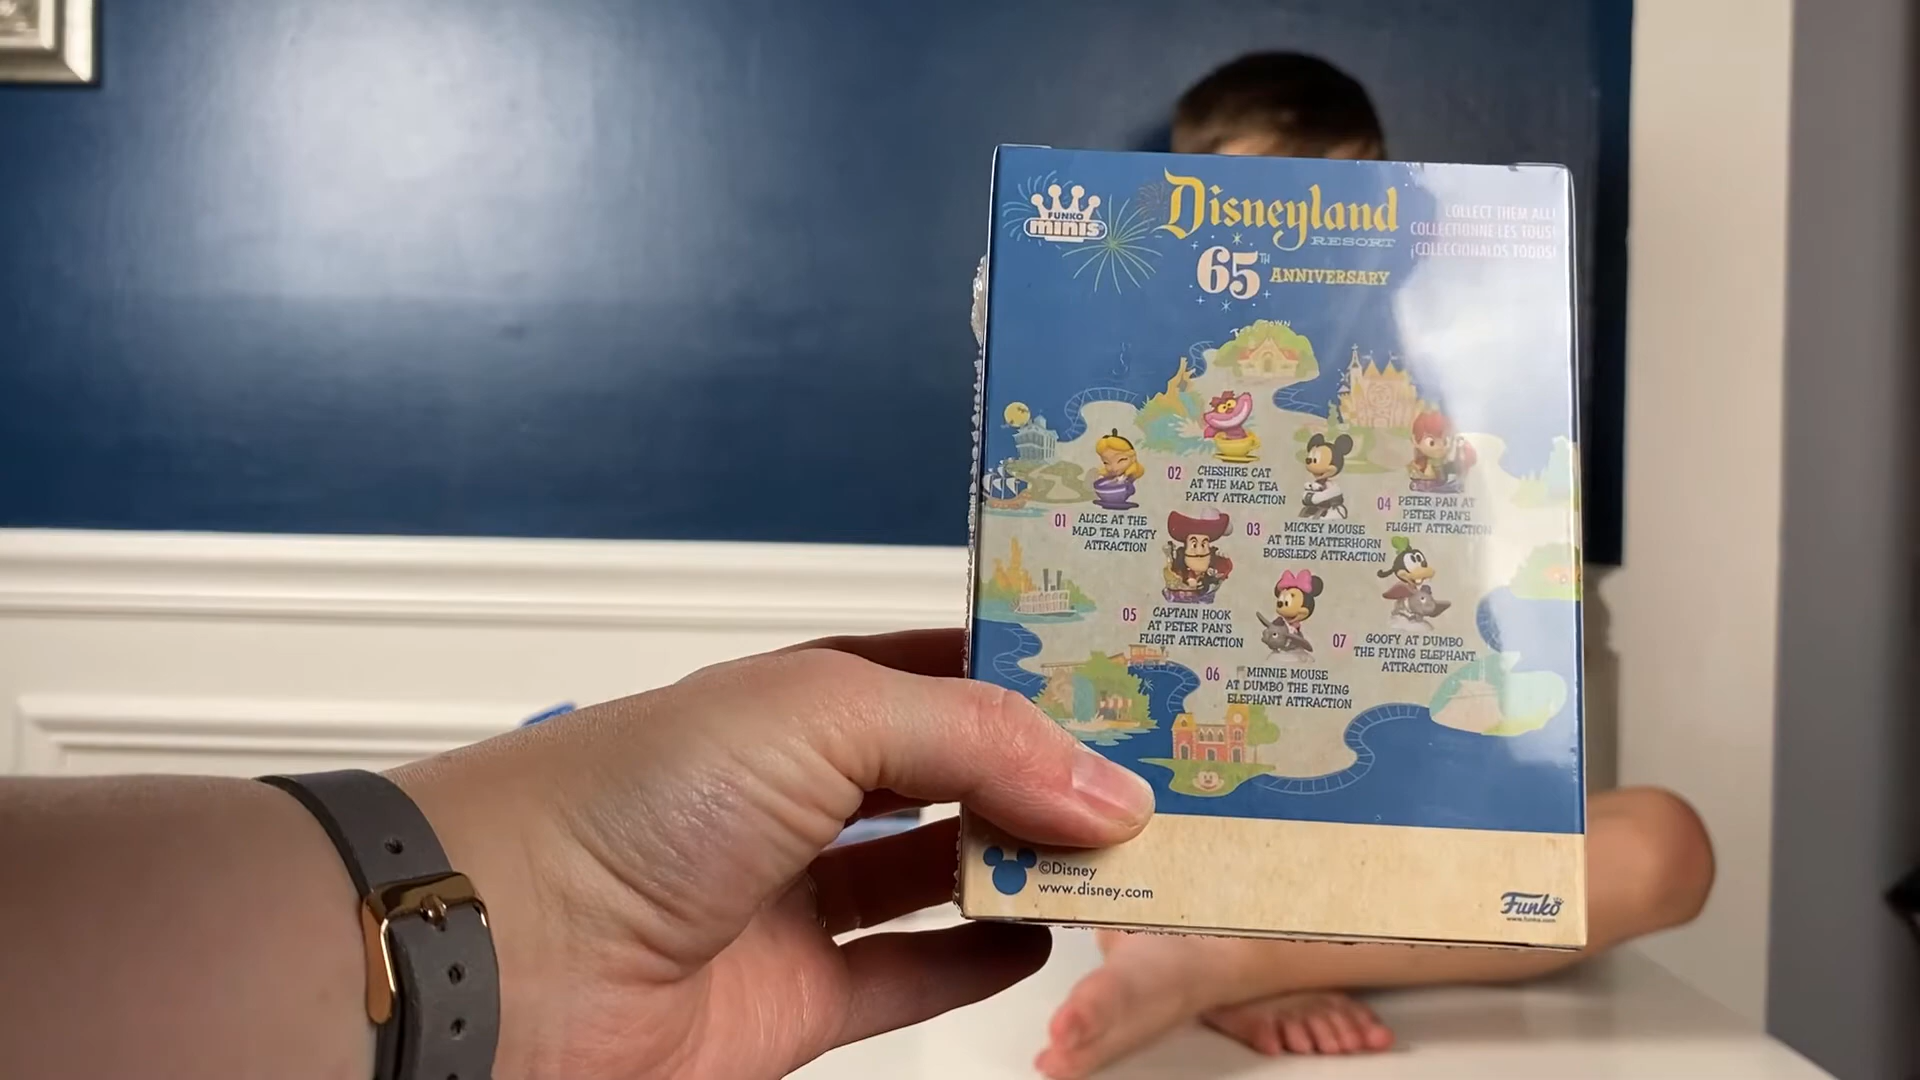 FUNKO
minis
Disneyland
RESORT
65TH ANNIVERSARY
COLLECT THEM ALL!
COLLECTIONNE-LES TOUS!
¡COLECCIÓNALOS TODOS!
02 CHESHIRE CAT
AT THE MAD TEA
PARTY ATTRACTION
01 ALICE AT THE
MAD TEA PARTY
ATTRACTION
03 MICKEY MOUSE
AT THE MATTERHORN
BOBSLEDS ATTRACTION
04 PETER PAN AT
PETER PAN'S
FLIGHT ATTRACTION
05 CAPTAIN HOOK
AT PETER PAN'S
FLIGHT ATTRACTION
06 MINNIE MOUSE
AT DUMBO THE FLYING
ELEPHANT ATTRACTION
07 GOOFY AT DUMBO
THE FLYING ELEPHANT
ATTRACTION
©Disney
www.disney.com
Funko
www.funko.com